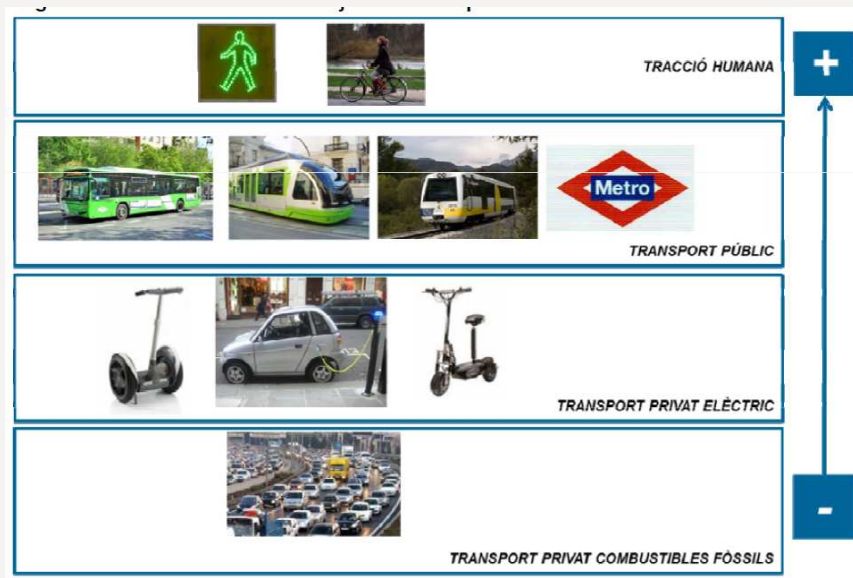 TRACCIÓ HUMANA
+
Metro
TRANSPORT PÚBLIC
TRANSPORT PRIVAT ELÈCTRIC
TRANSPORT PRIVAT COMBUSTIBLES FÒSSILS
-